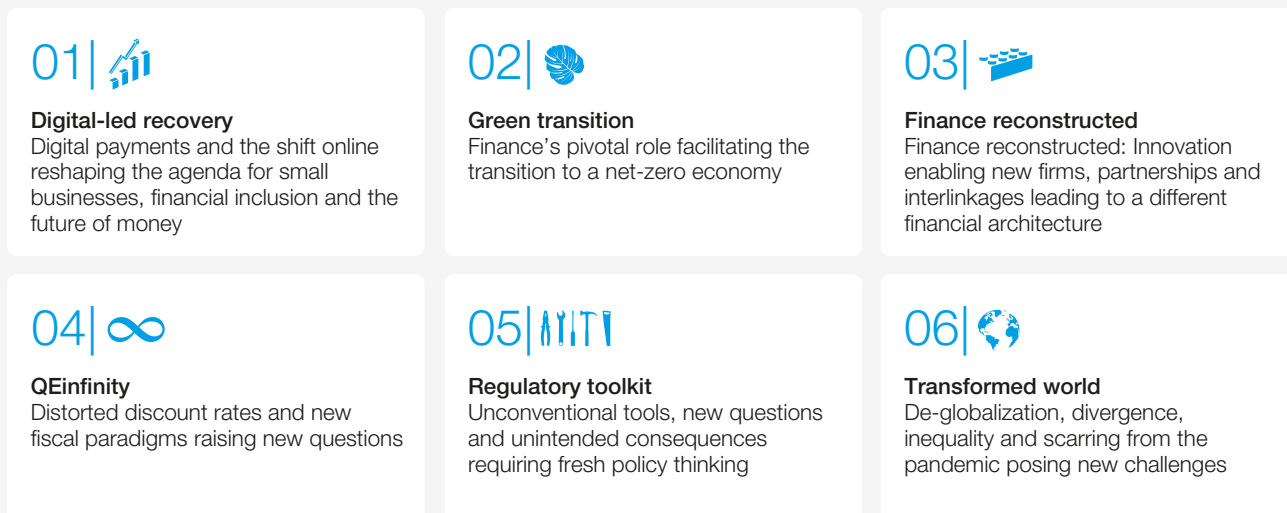 01
Digital-led recovery
Digital payments and the shift online
reshaping the agenda for small
businesses, financial inclusion and the
future of money
02
Green transition
Finance's pivotal role facilitating the
transition to a net-zero economy
03
Finance reconstructed
Finance reconstructed: Innovation
enabling new firms, partnerships and
interlinkages leading to a different
financial architecture
04
QEinfinity
Distorted discount rates and new
fiscal paradigms raising new questions
05
Regulatory toolkit
Unconventional tools, new questions
and unintended consequences
requiring fresh policy thinking
06
Transformed world
De-globalization, divergence,
inequality and scarring from the
pandemic posing new challenges